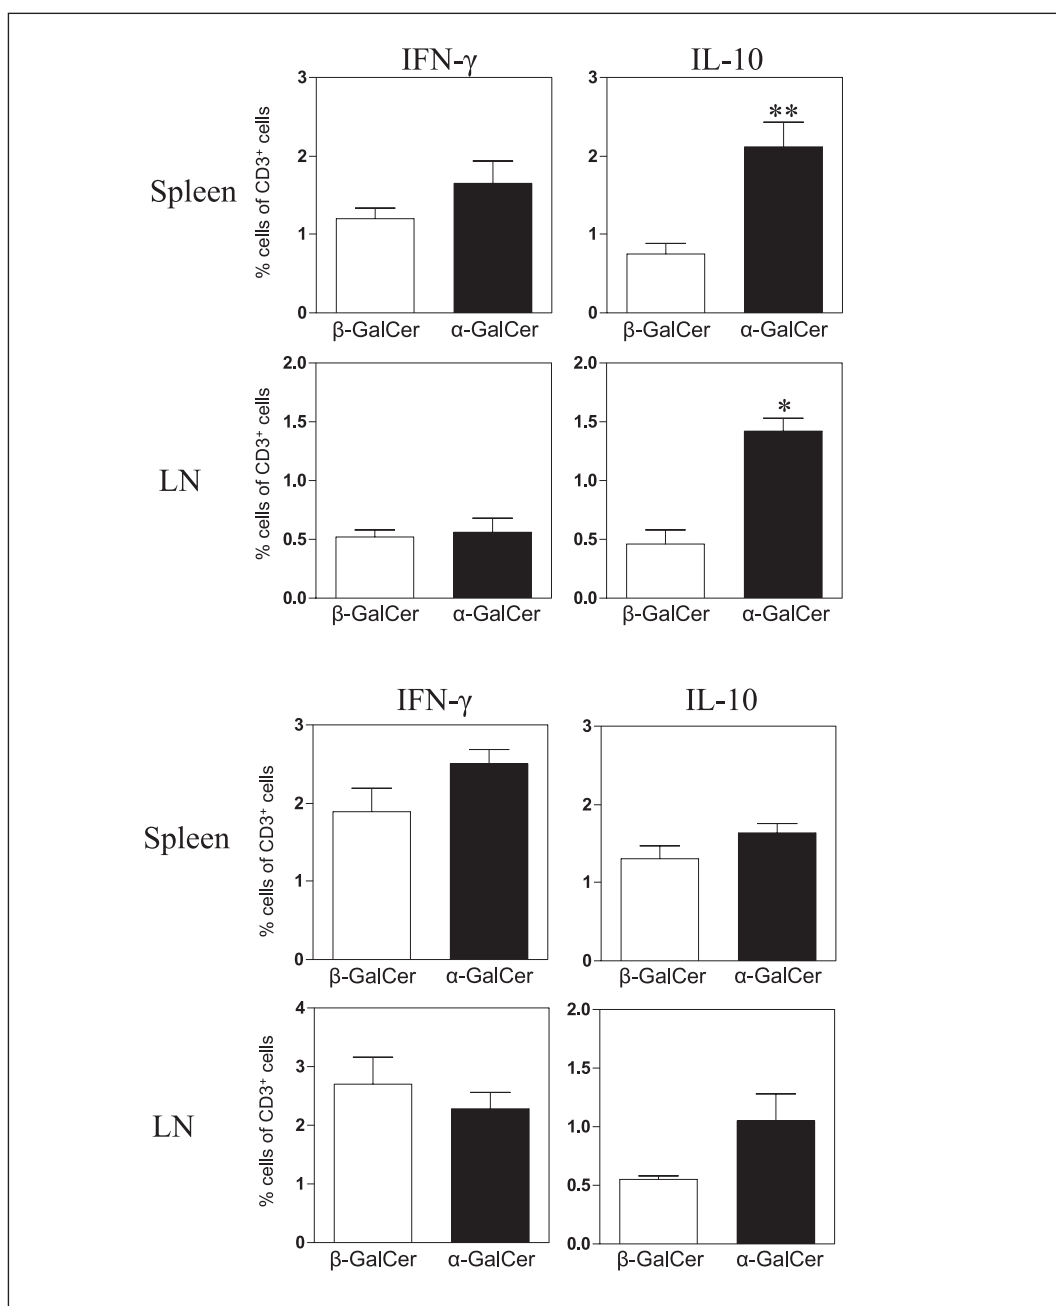 IFN-γ IL-10
Spleen
% cells of CD3⁺ cells
3
2
1
0
β-GalCer α-GalCer
3
2
1
0
**
β-GalCer α-GalCer
LN
% cells of CD3⁺ cells
2.0
1.5
1.0
0.5
0.0
β-GalCer α-GalCer
2.0
1.5
1.0
0.5
0.0
*
β-GalCer α-GalCer
IFN-γ IL-10
Spleen
% cells of CD3⁺ cells
3
2
1
0
β-GalCer α-GalCer
3
2
1
0
β-GalCer α-GalCer
LN
% cells of CD3⁺ cells
4
3
2
1
0
β-GalCer α-GalCer
2.0
1.5
1.0
0.5
0.0
β-GalCer α-GalCer